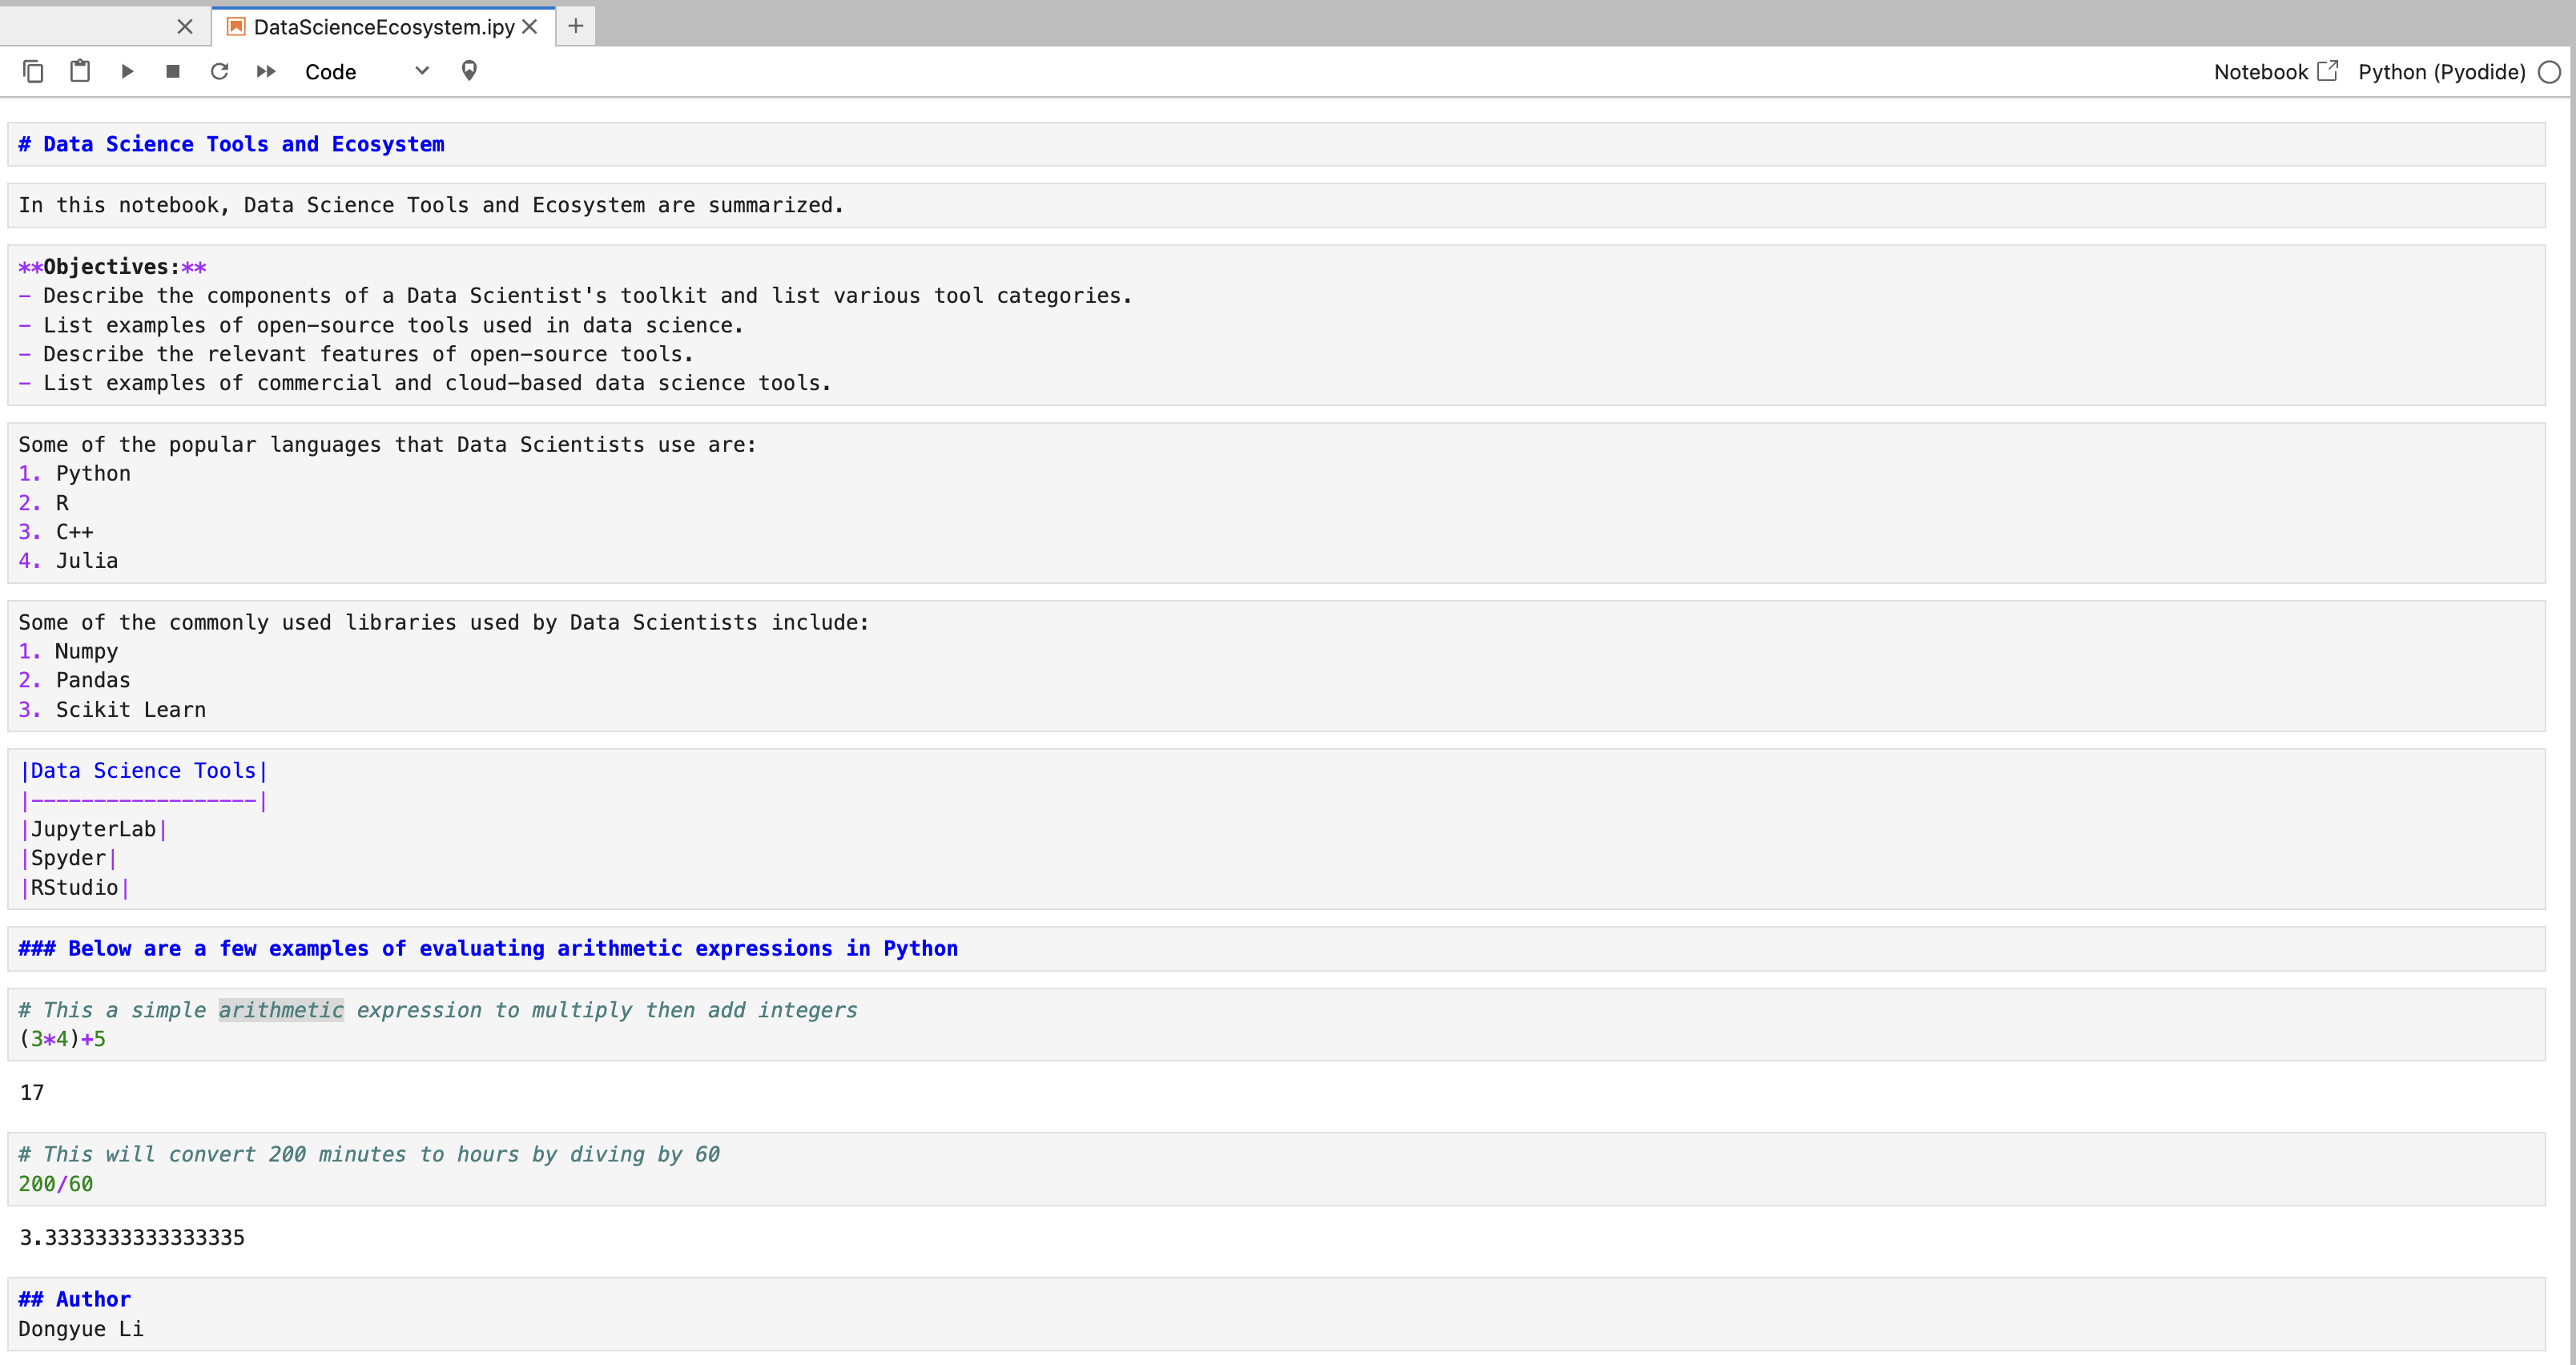 DataScienceEcosystem.ipy
Code
Notebook
Python (Pyodide)
# Data Science Tools and Ecosystem
In this notebook, Data Science Tools and Ecosystem are summarized.
**Objectives:**
- Describe the components of a Data Scientist's toolkit and list various tool categories.
- List examples of open-source tools used in data science.
- Describe the relevant features of open-source tools.
- List examples of commercial and cloud-based data science tools.
Some of the popular languages that Data Scientists use are:
1. Python
2. R
3. C++
4. Julia
Some of the commonly used libraries used by Data Scientists include:
1. Numpy
2. Pandas
3. Scikit Learn
|Data Science Tools|
|------------------|
|JupyterLab|
|Spyder|
|RStudio|
### Below are a few examples of evaluating arithmetic expressions in Python
# This a simple arithmetic expression to multiply then add integers
(3*4)+5
17
# This will convert 200 minutes to hours by diving by 60
200/60
3.3333333333333335
## Author
Dongyue Li